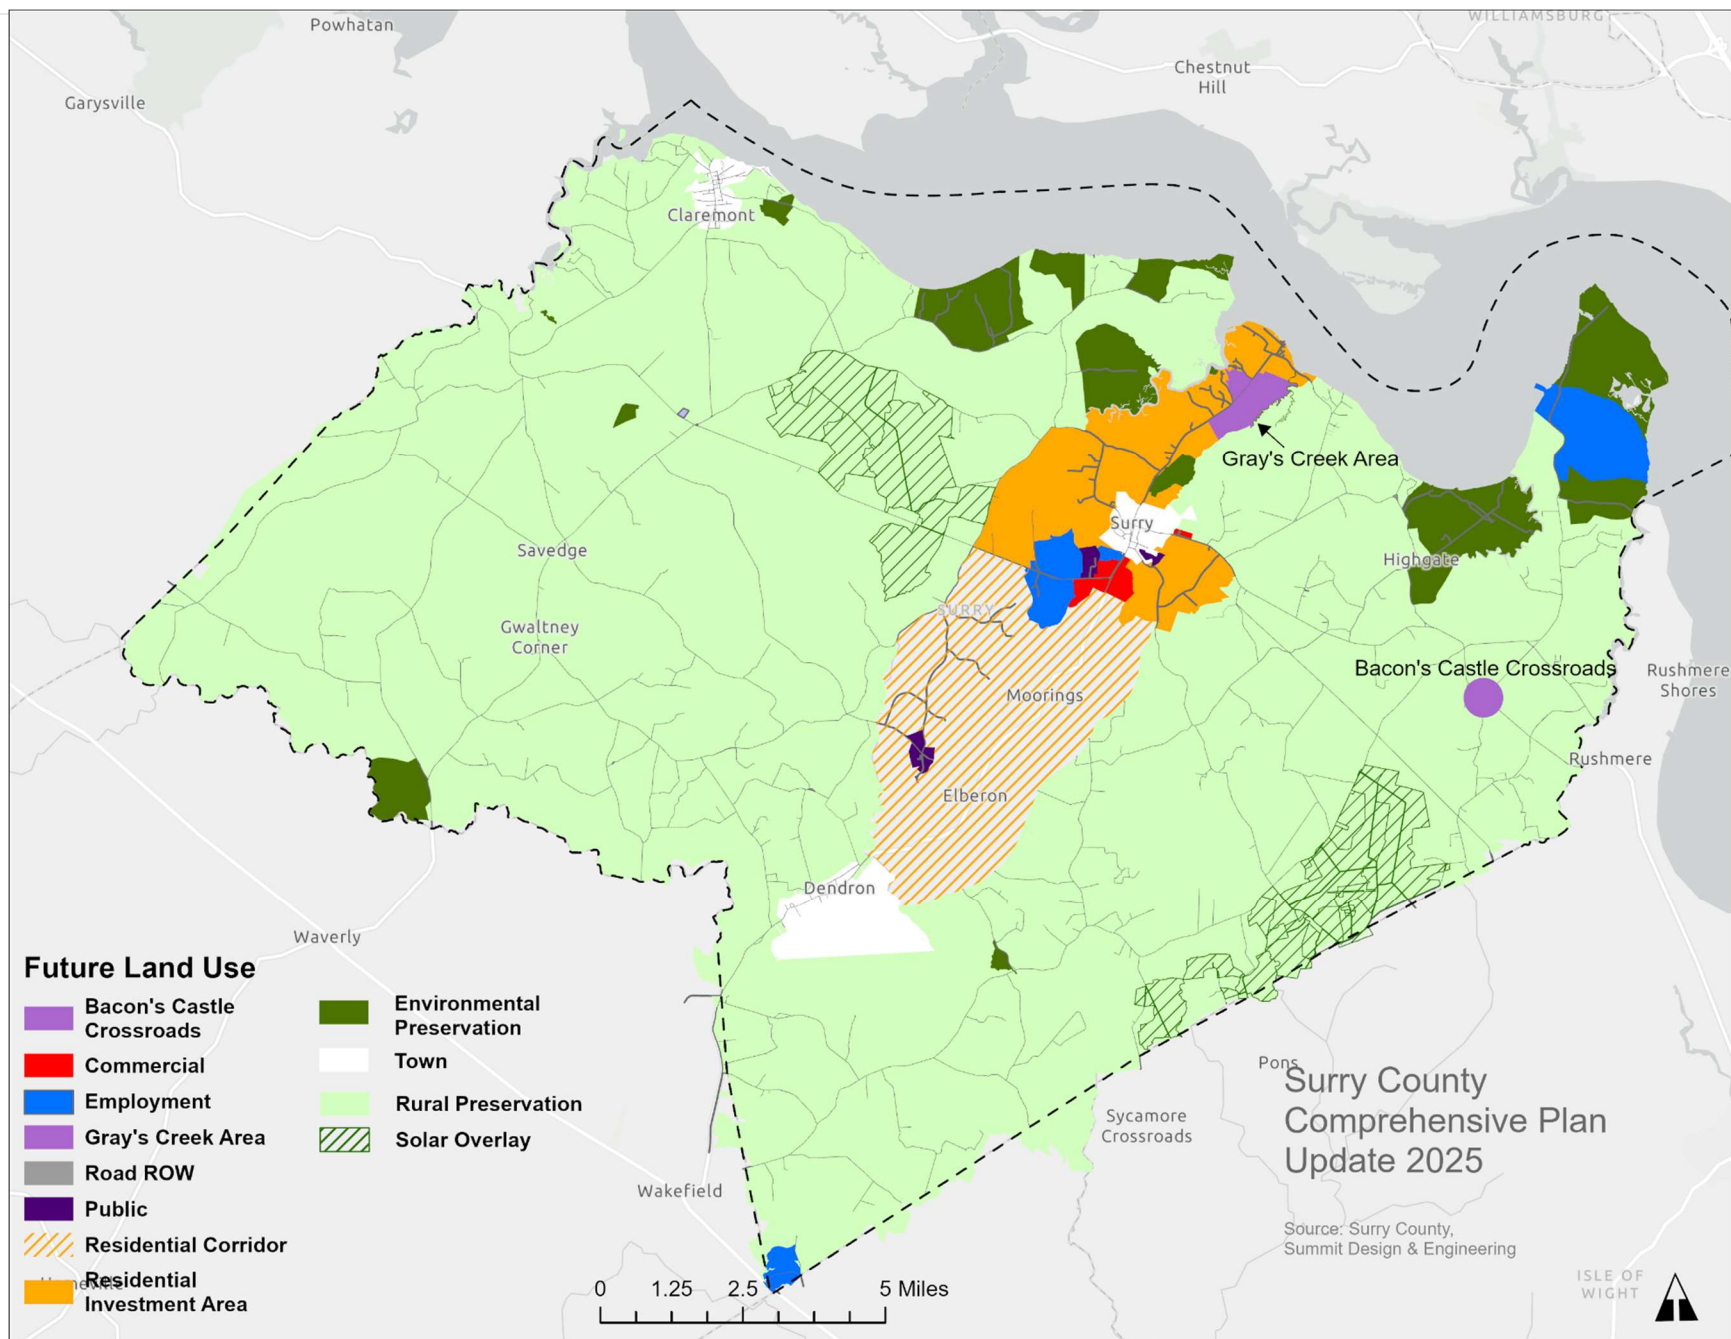 Powhatan
WILLIAMSBURG
Chestnut
Hill
Garysville
Claremont
Gray's Creek Area
Surry
Savedge
Highgate
SURRY
Gwaltney
Corner
Bacon's Castle Crossroads
Rushmere
Shores
Moorings
Rushmere
Elberon
Dendron
Waverly
Future Land Use
Bacon's Castle
Crossroads
Commercial
Employment
Gray's Creek Area
Road ROW
Public
Residential Corridor
Residential
Investment Area
Environmental
Preservation
Town
Rural Preservation
Solar Overlay
Pons
Sycamore
Crossroads
Wakefield
Surry County
Comprehensive Plan
Update 2025
Source: Surry County,
Summit Design & Engineering
0 1.25 2.5 5 Miles
ISLE OF
WIGHT